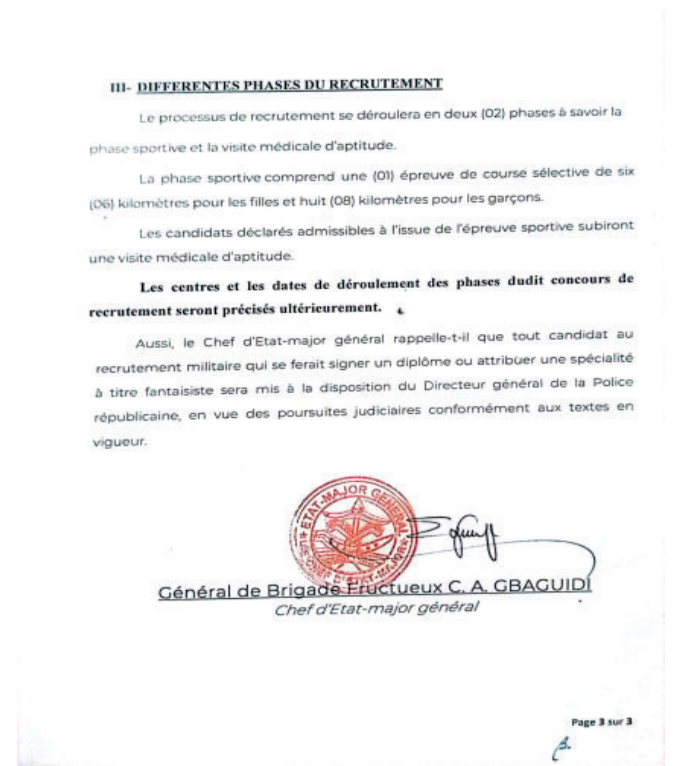 III- DIFFERENTES PHASES DU RECRUTEMENT
Le processus de recrutement se déroulera en deux (02) phases à savoir la
phase sportive et la visite médicale d'aptitude.
La phase sportive comprend une (01) épreuve de course sélective de six
(06) kilomètres pour les filles et huit (08) kilomètres pour les garçons.
Les candidats déclarés admissibles à l'issue de l'épreuve sportive subiront
une visite médicale d'aptitude.
Les centres et les dates de déroulement des phases dudit concours de
recrutement seront précisés ultérieurement.
Aussi, le Chef d'Etat-major général rappelle-t-il que tout candidat au
recrutement militaire qui se ferait signer un diplôme ou attribuer une spécialité
à titre fantaisiste sera mis à la disposition du Directeur général de la Police
républicaine, en vue des poursuites judiciaires conformément aux textes en
vigueur.
ETAT-MAJOR GENERAL
LE CHEF D'ETAT-MAJOR
Général de Brigade Fructueux C. A. GBAGUIDI
Chef d'Etat-major général
Page 3 sur 3